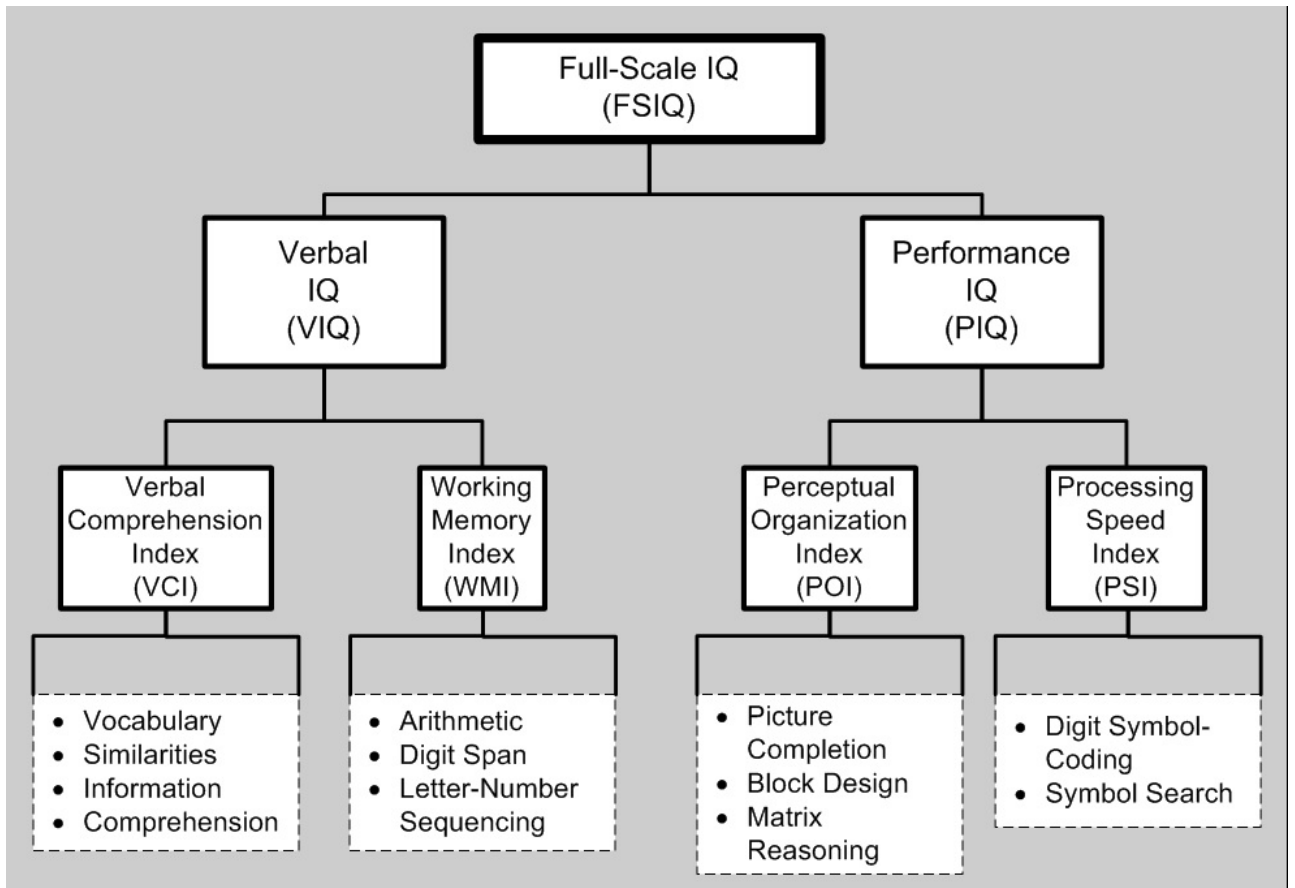 Full-Scale IQ
(FSIQ)
Verbal
IQ
(VIQ)
Performance
IQ
(PIQ)
Verbal
Comprehension
Index
(VCI)
Working
Memory
Index
(WMI)
Perceptual
Organization
Index
(POI)
Processing
Speed
Index
(PSI)
• Vocabulary
• Similarities
• Information
• Comprehension
• Arithmetic
• Digit Span
• Letter-Number
Sequencing
• Picture
Completion
• Block Design
• Matrix
Reasoning
• Digit Symbol-
Coding
• Symbol Search